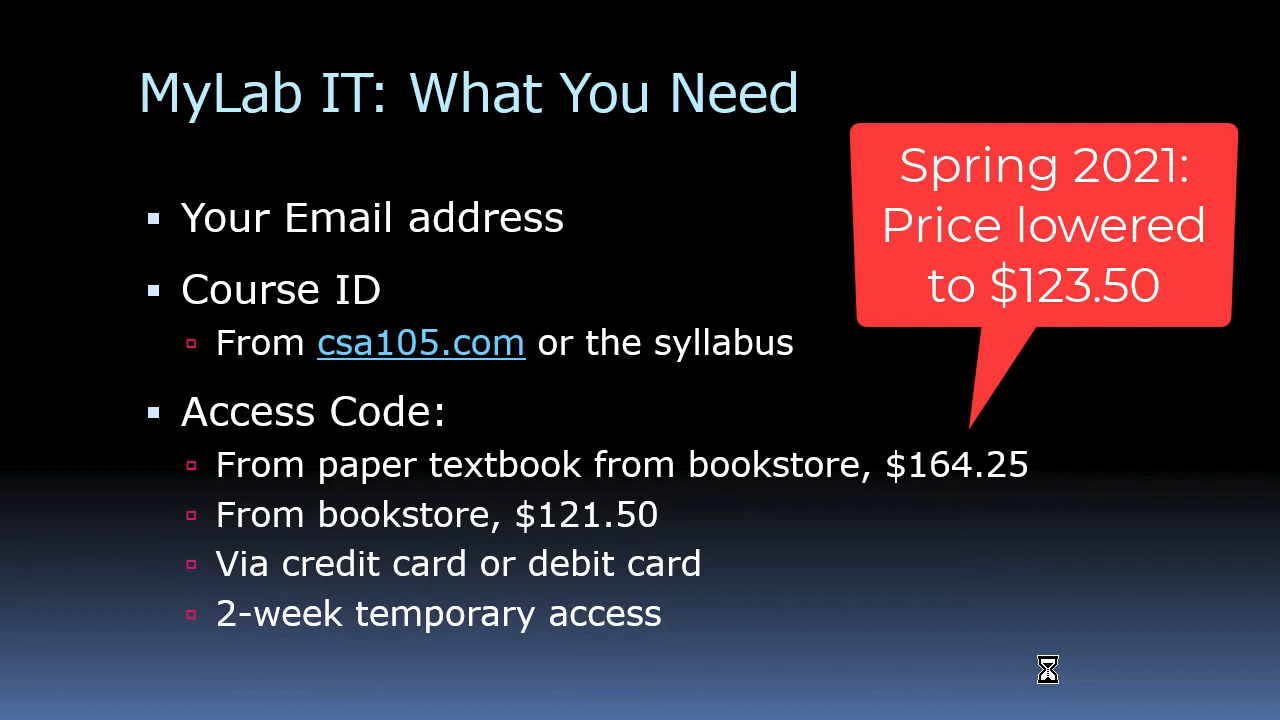 MyLab IT: What You Need
Spring 2021:
Price lowered
to $123.50
Your Email address
Course ID
From csa105.com or the syllabus
Access Code:
From paper textbook from bookstore, $164.25
From bookstore, $121.50
Via credit card or debit card
2-week temporary access